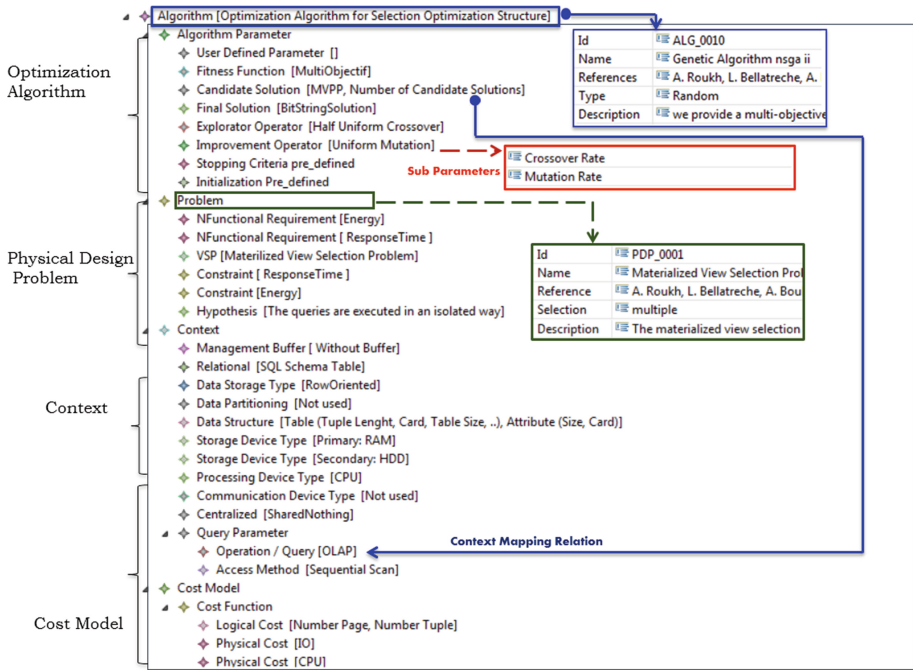 Algorithm [Optimization Algorithm for Selection Optimization Structure]
Algorithm Parameter
User Defined Parameter []
Fitness Function [MultiObjectif]
Candidate Solution [MVPP, Number of Candidate Solutions]
Final Solution [BitStringSolution]
Explorator Operator [Half Uniform Crossover]
Improvement Operator [Uniform Mutation]
Stopping Criteria pre_defined
Initialization Pre_defined
Problem
NFunctional Requirement [Energy]
NFunctional Requirement [ ResponseTime ]
VSP [Materilized View Selection Problem]
Constraint [ ResponseTime ]
Constraint [Energy]
Hypothesis [The queries are executed in an isolated way]
Context
Management Buffer [ Without Buffer]
Relational [SQL Schema Table]
Data Storage Type [RowOriented]
Data Partitioning [Not used]
Data Structure [Table (Tuple Lenght, Card, Table Size, ..), Attribute (Size, Card)]
Storage Device Type [Primary: RAM]
Storage Device Type [Secondary: HDD]
Processing Device Type [CPU]
Communication Device Type [Not used]
Centralized [SharedNothing]
Query Parameter
Operation / Query [OLAP]
Access Method [Sequential Scan]
Cost Model
Cost Function
Logical Cost [Number Page, Number Tuple]
Physical Cost [IO]
Physical Cost [CPU]
Optimization
Algorithm
Physical Design
Problem
Context
Cost Model
Id ALG_0010
Name Genetic Algorithm nsga ii
References A. Roukh, L. Bellatreche, A.
Type Random
Description we provide a multi-objective
Sub Parameters
Crossover Rate
Mutation Rate
Id PDP_0001
Name Materialized View Selection Prol
Reference A. Roukh, L. Bellatreche, A. Bou
Selection multiple
Description The materialized view selection
Context Mapping Relation